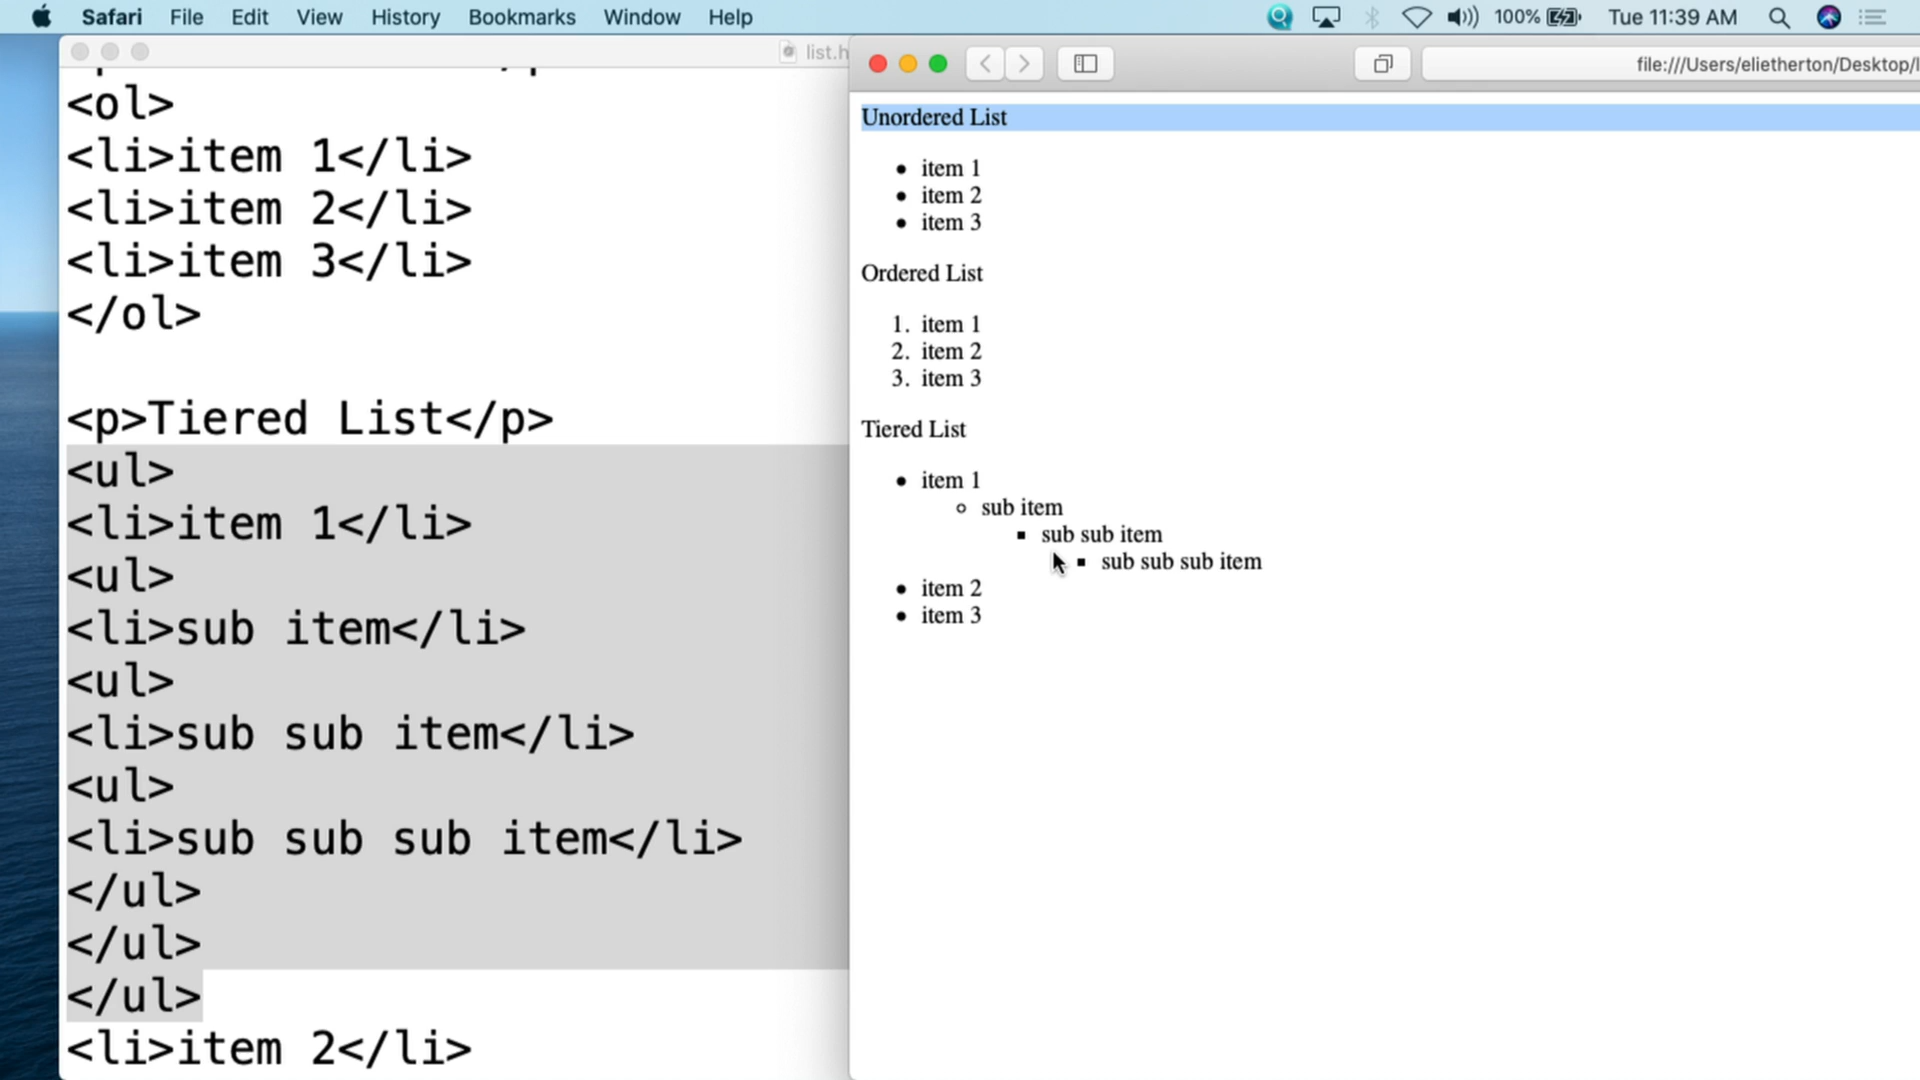 Safari File Edit View History Bookmarks Window Help 100% Tue 11:39 AM
list.h
<ol>
<li>item 1</li>
<li>item 2</li>
<li>item 3</li>
</ol>
<p>Tiered List</p>
<ul>
<li>item 1</li>
<ul>
<li>sub item</li>
<ul>
<li>sub sub item</li>
<ul>
<li>sub sub sub item</li>
</ul>
</ul>
</ul>
<li>item 2</li>
file:///Users/elietherton/Desktop/l
Unordered List
• item 1
• item 2
• item 3
Ordered List
1. item 1
2. item 2
3. item 3
Tiered List
• item 1
◦ sub item
▪ sub sub item
▪ sub sub sub item
• item 2
• item 3